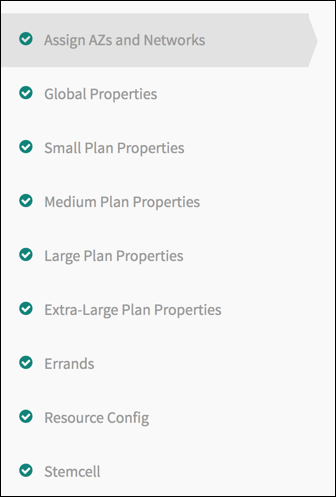 Assign AZs and Networks
Global Properties
Small Plan Properties
Medium Plan Properties
Large Plan Properties
Extra-Large Plan Properties
Errands
Resource Config
Stemcell